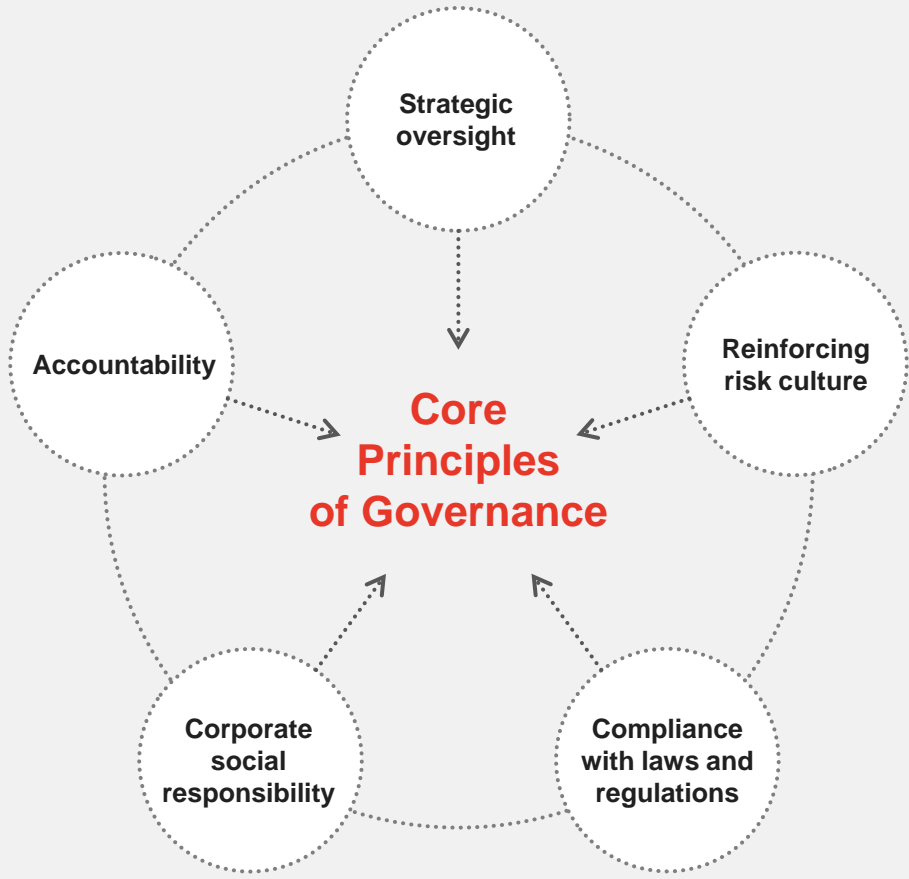 Strategic
oversight
Accountability
Reinforcing
risk culture
Core
Principles
of Governance
Corporate
social
responsibility
Compliance
with laws and
regulations